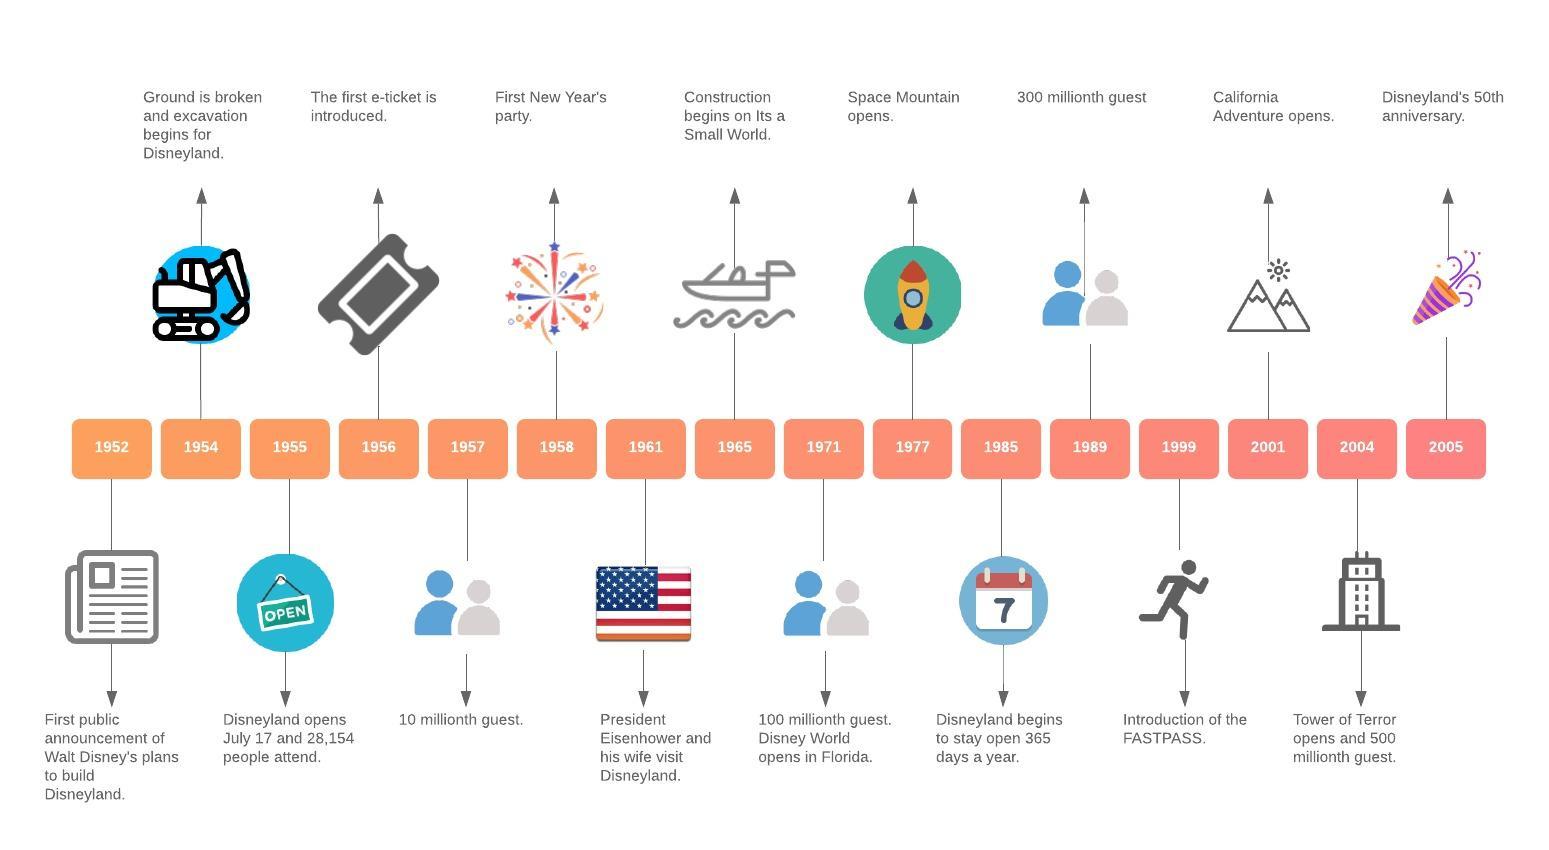 Ground is broken
and excavation
begins for
Disneyland.
The first e-ticket is
introduced.
First New Year's
party.
Construction
begins on Its a
Small World.
Space Mountain
opens.
300 millionth guest
California
Adventure opens.
Disneyland's 50th
anniversary.
1952
1954
1955
1956
1957
1958
1961
1965
1971
1977
1985
1989
1999
2001
2004
2005
OPEN
7
First public
announcement of
Walt Disney's plans
to build
Disneyland.
Disneyland opens
July 17 and 28,154
people attend.
10 millionth guest.
President
Eisenhower and
his wife visit
Disneyland.
100 millionth guest.
Disney World
opens in Florida.
Disneyland begins
to stay open 365
days a year.
Introduction of the
FASTPASS.
Tower of Terror
opens and 500
millionth guest.